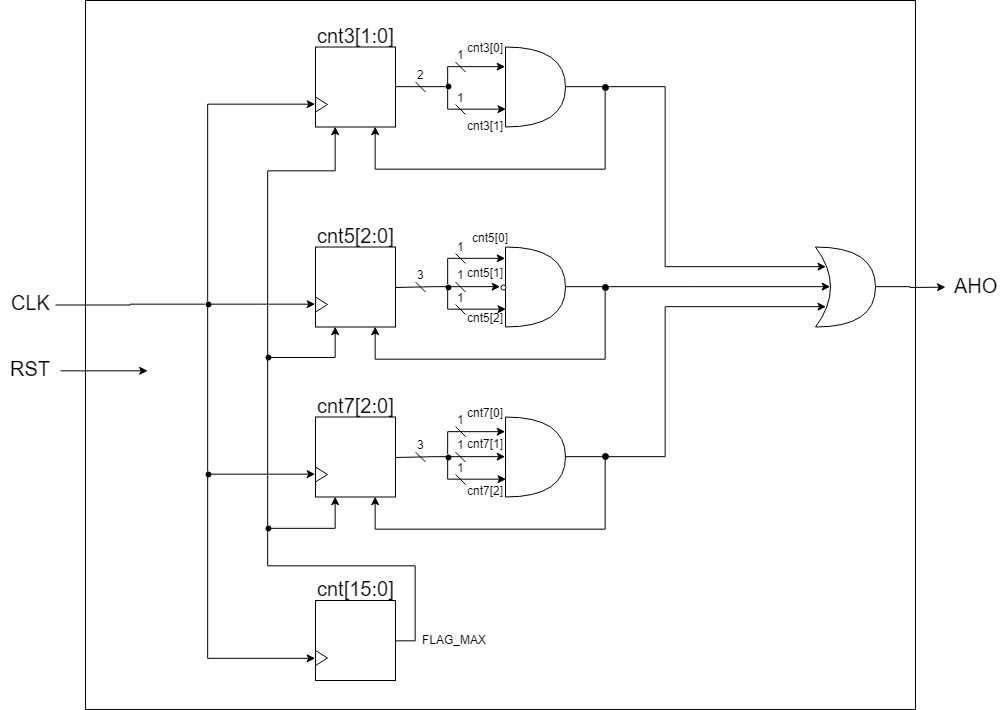 cnt3[1:0]
2
1
cnt3[0]
1
cnt3[1]
cnt5[2:0]
3
1
cnt5[0]
1
cnt5[1]
1
cnt5[2]
CLK
AHO
RST
cnt7[2:0]
3
1
cnt7[0]
1
cnt7[1]
1
cnt7[2]
cnt[15:0]
FLAG_MAX